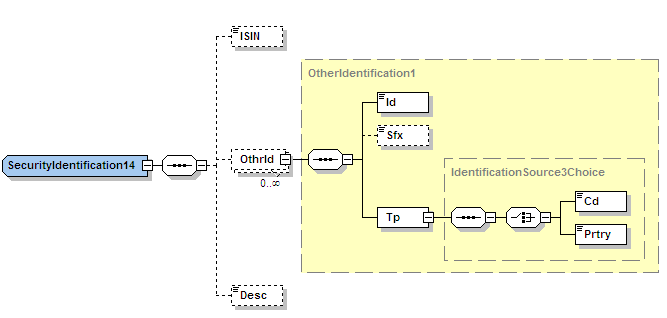 ISIN
OtherIdentification1
Id
Sfx
SecurityIdentification14
OthrId
0..∞
IdentificationSource3Choice
Cd
Tp
Prtry
Desc